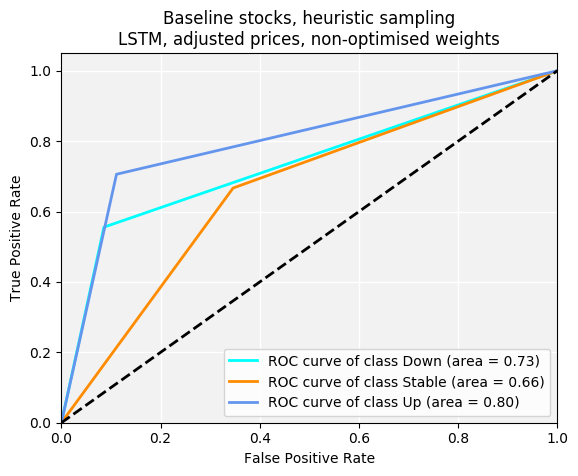 Baseline stocks, heuristic sampling
LSTM, adjusted prices, non-optimised weights
True Positive Rate
1.0
0.8
0.6
0.4
0.2
0.0
ROC curve of class Down (area = 0.73)
ROC curve of class Stable (area = 0.66)
ROC curve of class Up (area = 0.80)
0.0 0.2 0.4 0.6 0.8 1.0
False Positive Rate